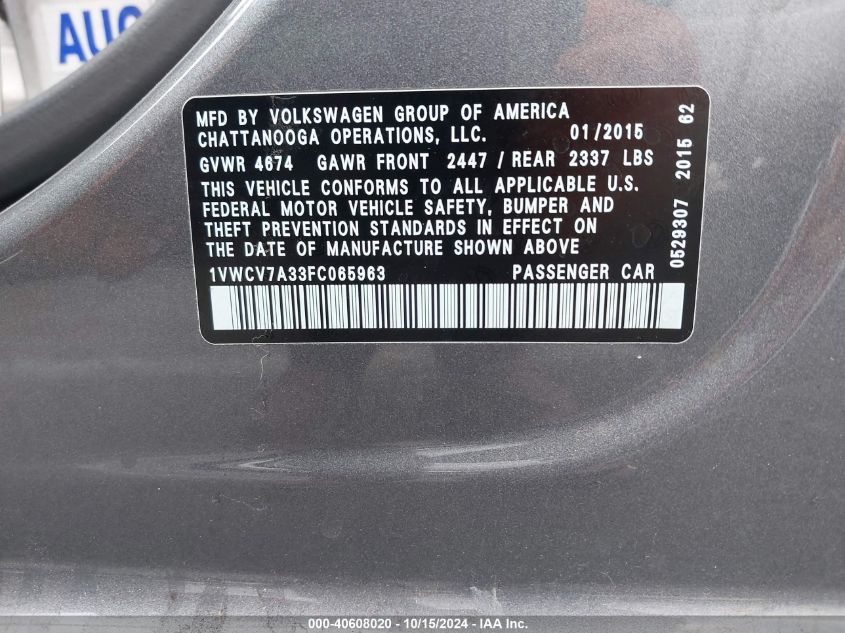 AUC
MFD BY VOLKSWAGEN GROUP OF AMERICA
CHATTANOOGA OPERATIONS, LLC. 01/2015
GVWR 4674 GAWR FRONT 2447 / REAR 2337 LBS
THIS VEHICLE CONFORMS TO ALL APPLICABLE U.S.
FEDERAL MOTOR VEHICLE SAFETY, BUMPER AND
THEFT PREVENTION STANDARDS IN EFFECT ON
THE DATE OF MANUFACTURE SHOWN ABOVE
1VWCV7A33FC065963 PASSENGER CAR
0529307 2015 62
000-40608020 - 10/15/2024 - IAA Inc.